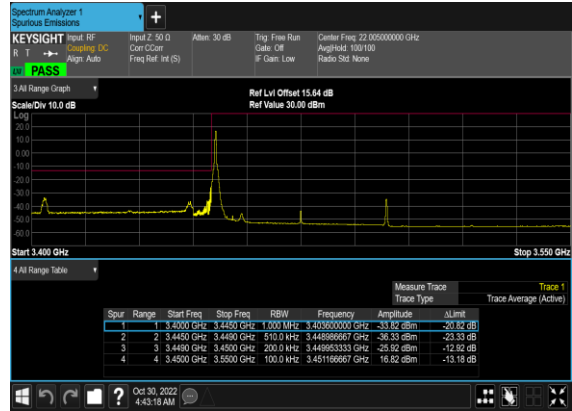 Spectrum Analyzer 1
Spurious Emissions
KEYSIGHT Input: RF Input Z: 50 Ω Atten: 30 dB Trig: Free Run Center Freq: 22.005000000 GHz
R T Coupling: DC Corr CCorr Gate: Off Avg|Hold: 100/100
Align: Auto Freq Ref: Int (S) IF Gain: Low Radio Std: None
PASS
3 All Range Graph
Ref Lvl Offset 15.64 dB
Scale/Div 10.0 dB Ref Value 30.00 dBm
Log
20.0
10.0
0.00
-10.0
-20.0
-30.0
-40.0
-50.0
-60.0
Start 3.400 GHz Stop 3.550 GHz
4 All Range Table
Measure Trace Trace 1
Trace Type Trace Average (Active)
Spur Range Start Freq Stop Freq RBW Frequency Amplitude ΔLimit
1 1 3.4000 GHz 3.4450 GHz 1.000 MHz 3.403600000 GHz -33.82 dBm -20.82 dB
2 2 3.4450 GHz 3.4490 GHz 510.0 kHz 3.448986667 GHz -36.33 dBm -23.33 dB
3 3 3.4490 GHz 3.4500 GHz 200.0 kHz 3.449953333 GHz -25.92 dBm -12.92 dB
4 4 3.4500 GHz 3.5500 GHz 100.0 kHz 3.451166667 GHz 16.82 dBm -13.18 dB
? Oct 30, 2022
4:43:18 AM